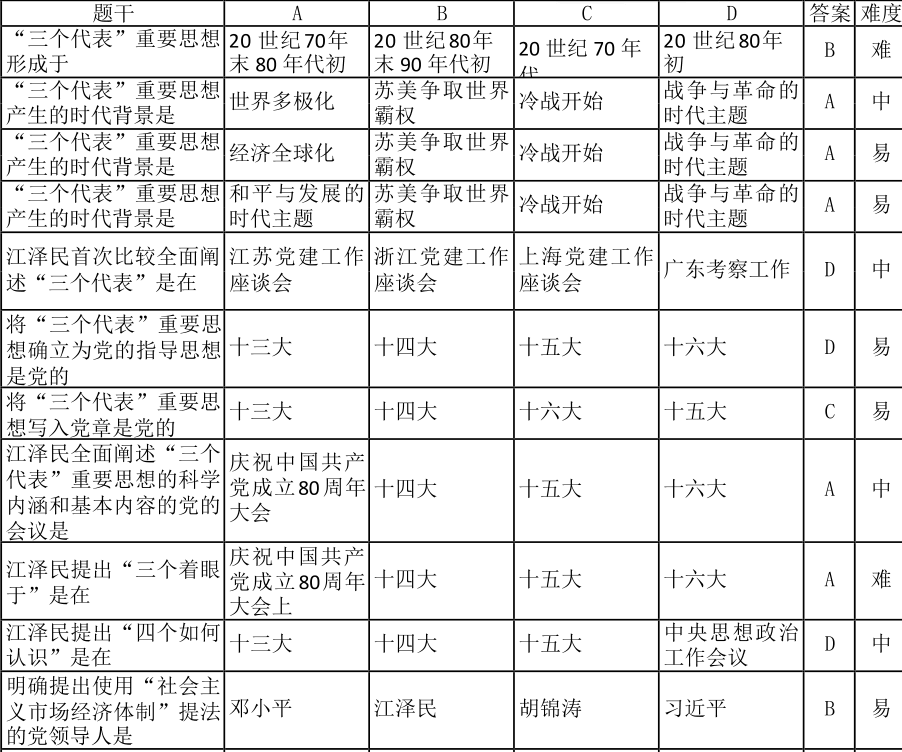 题干 A B C D 答案 难度
“三个代表”重要思想 20 世纪70年 20 世纪80年 20 世纪 70 年 20 世纪80年 B 难
形成于 末 80 年代初 末 90 年代初 代 初
“三个代表”重要思想 世界多极化 苏美争取世界 冷战开始 战争与革命的 A 中
产生的时代背景是 霸权 时代主题
“三个代表”重要思想 经济全球化 苏美争取世界 冷战开始 战争与革命的 A 易
产生的时代背景是 霸权 时代主题
“三个代表”重要思想 和平与发展的 苏美争取世界 冷战开始 战争与革命的 A 易
产生的时代背景是 时代主题 霸权 时代主题
江泽民首次比较全面阐 江苏党建工作 浙江党建工作 上海党建工作 广东考察工作 D 中
述“三个代表”是在 座谈会 座谈会 座谈会
将“三个代表”重要思
想确立为党的指导思想 十三大 十四大 十五大 十六大 D 易
是党的
将“三个代表”重要思 十三大 十四大 十六大 十五大 C 易
想写入党章是党的
江泽民全面阐述“三个 庆祝中国共产
代表”重要思想的科学 党成立80周年 十四大 十五大 十六大 A 中
内涵和基本内容的党的 大会
会议是
江泽民提出“三个着眼 庆祝中国共产
于”是在 党成立80周年 十四大 十五大 十六大 A 难
大会上
江泽民提出“四个如何 十三大 十四大 十五大 中央思想政治 D 中
认识”是在 工作会议
明确提出使用“社会主
义市场经济体制”提法 邓小平 江泽民 胡锦涛 习近平 B 易
的党领导人是